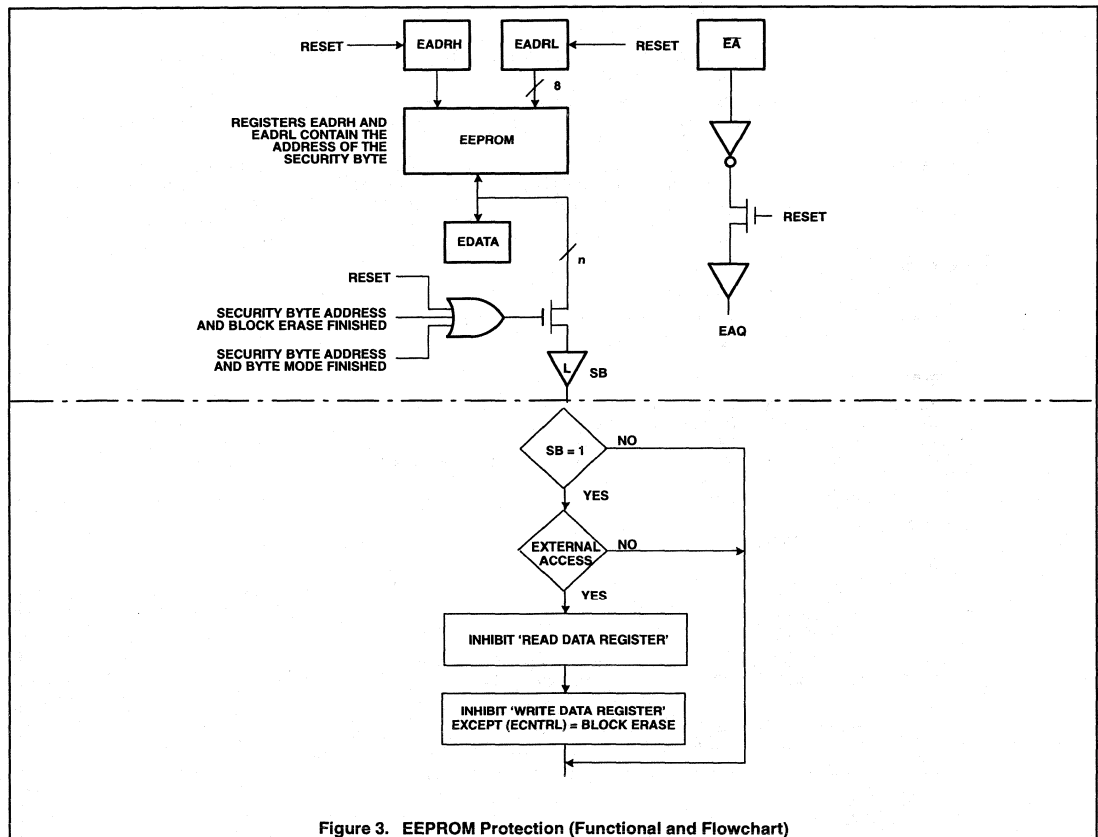 RESET
EADRH
EADRL
RESET
EA
8
REGISTERS EADRH AND
EADRL CONTAIN THE
ADDRESS OF THE
SECURITY BYTE
EEPROM
RESET
EDATA
n
RESET
SECURITY BYTE ADDRESS
AND BLOCK ERASE FINISHED
EAQ
SECURITY BYTE ADDRESS
AND BYTE MODE FINISHED
L
SB
SB = 1
NO
YES
EXTERNAL
ACCESS
NO
YES
INHIBIT 'READ DATA REGISTER'
INHIBIT 'WRITE DATA REGISTER'
EXCEPT (ECNTRL) = BLOCK ERASE
Figure 3. EEPROM Protection (Functional and Flowchart)